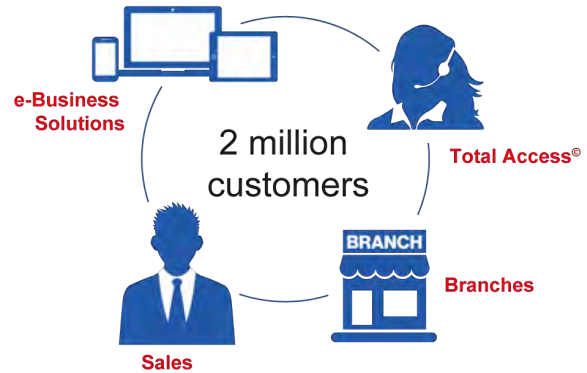 e-Business
Solutions
Total Access©
2 million
customers
BRANCH
Branches
Sales